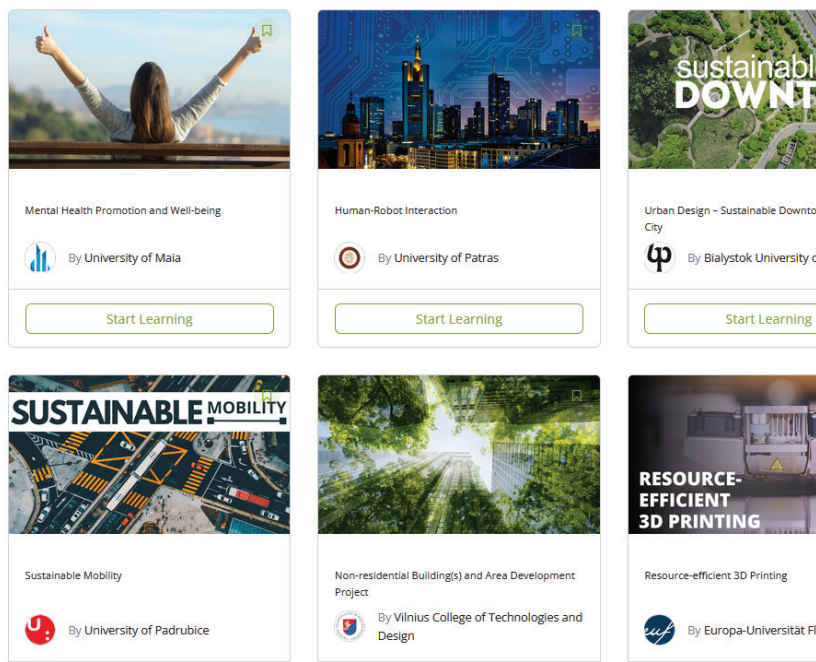 sustainabl
DOWNT
Mental Health Promotion and Well-being
Human-Robot Interaction
Urban Design – Sustainable Downto
City
By University of Maia
By University of Patras
By Bialystok University o
Start Learning
Start Learning
Start Learning
SUSTAINABLE MOBILITY
RESOURCE-
EFFICIENT
3D PRINTING
Sustainable Mobility
Non-residential Building(s) and Area Development
Project
Resource-efficient 3D Printing
U:
By University of Padrubice
By Vilnius College of Technologies and
Design
euf
By Europa-Universität Fl